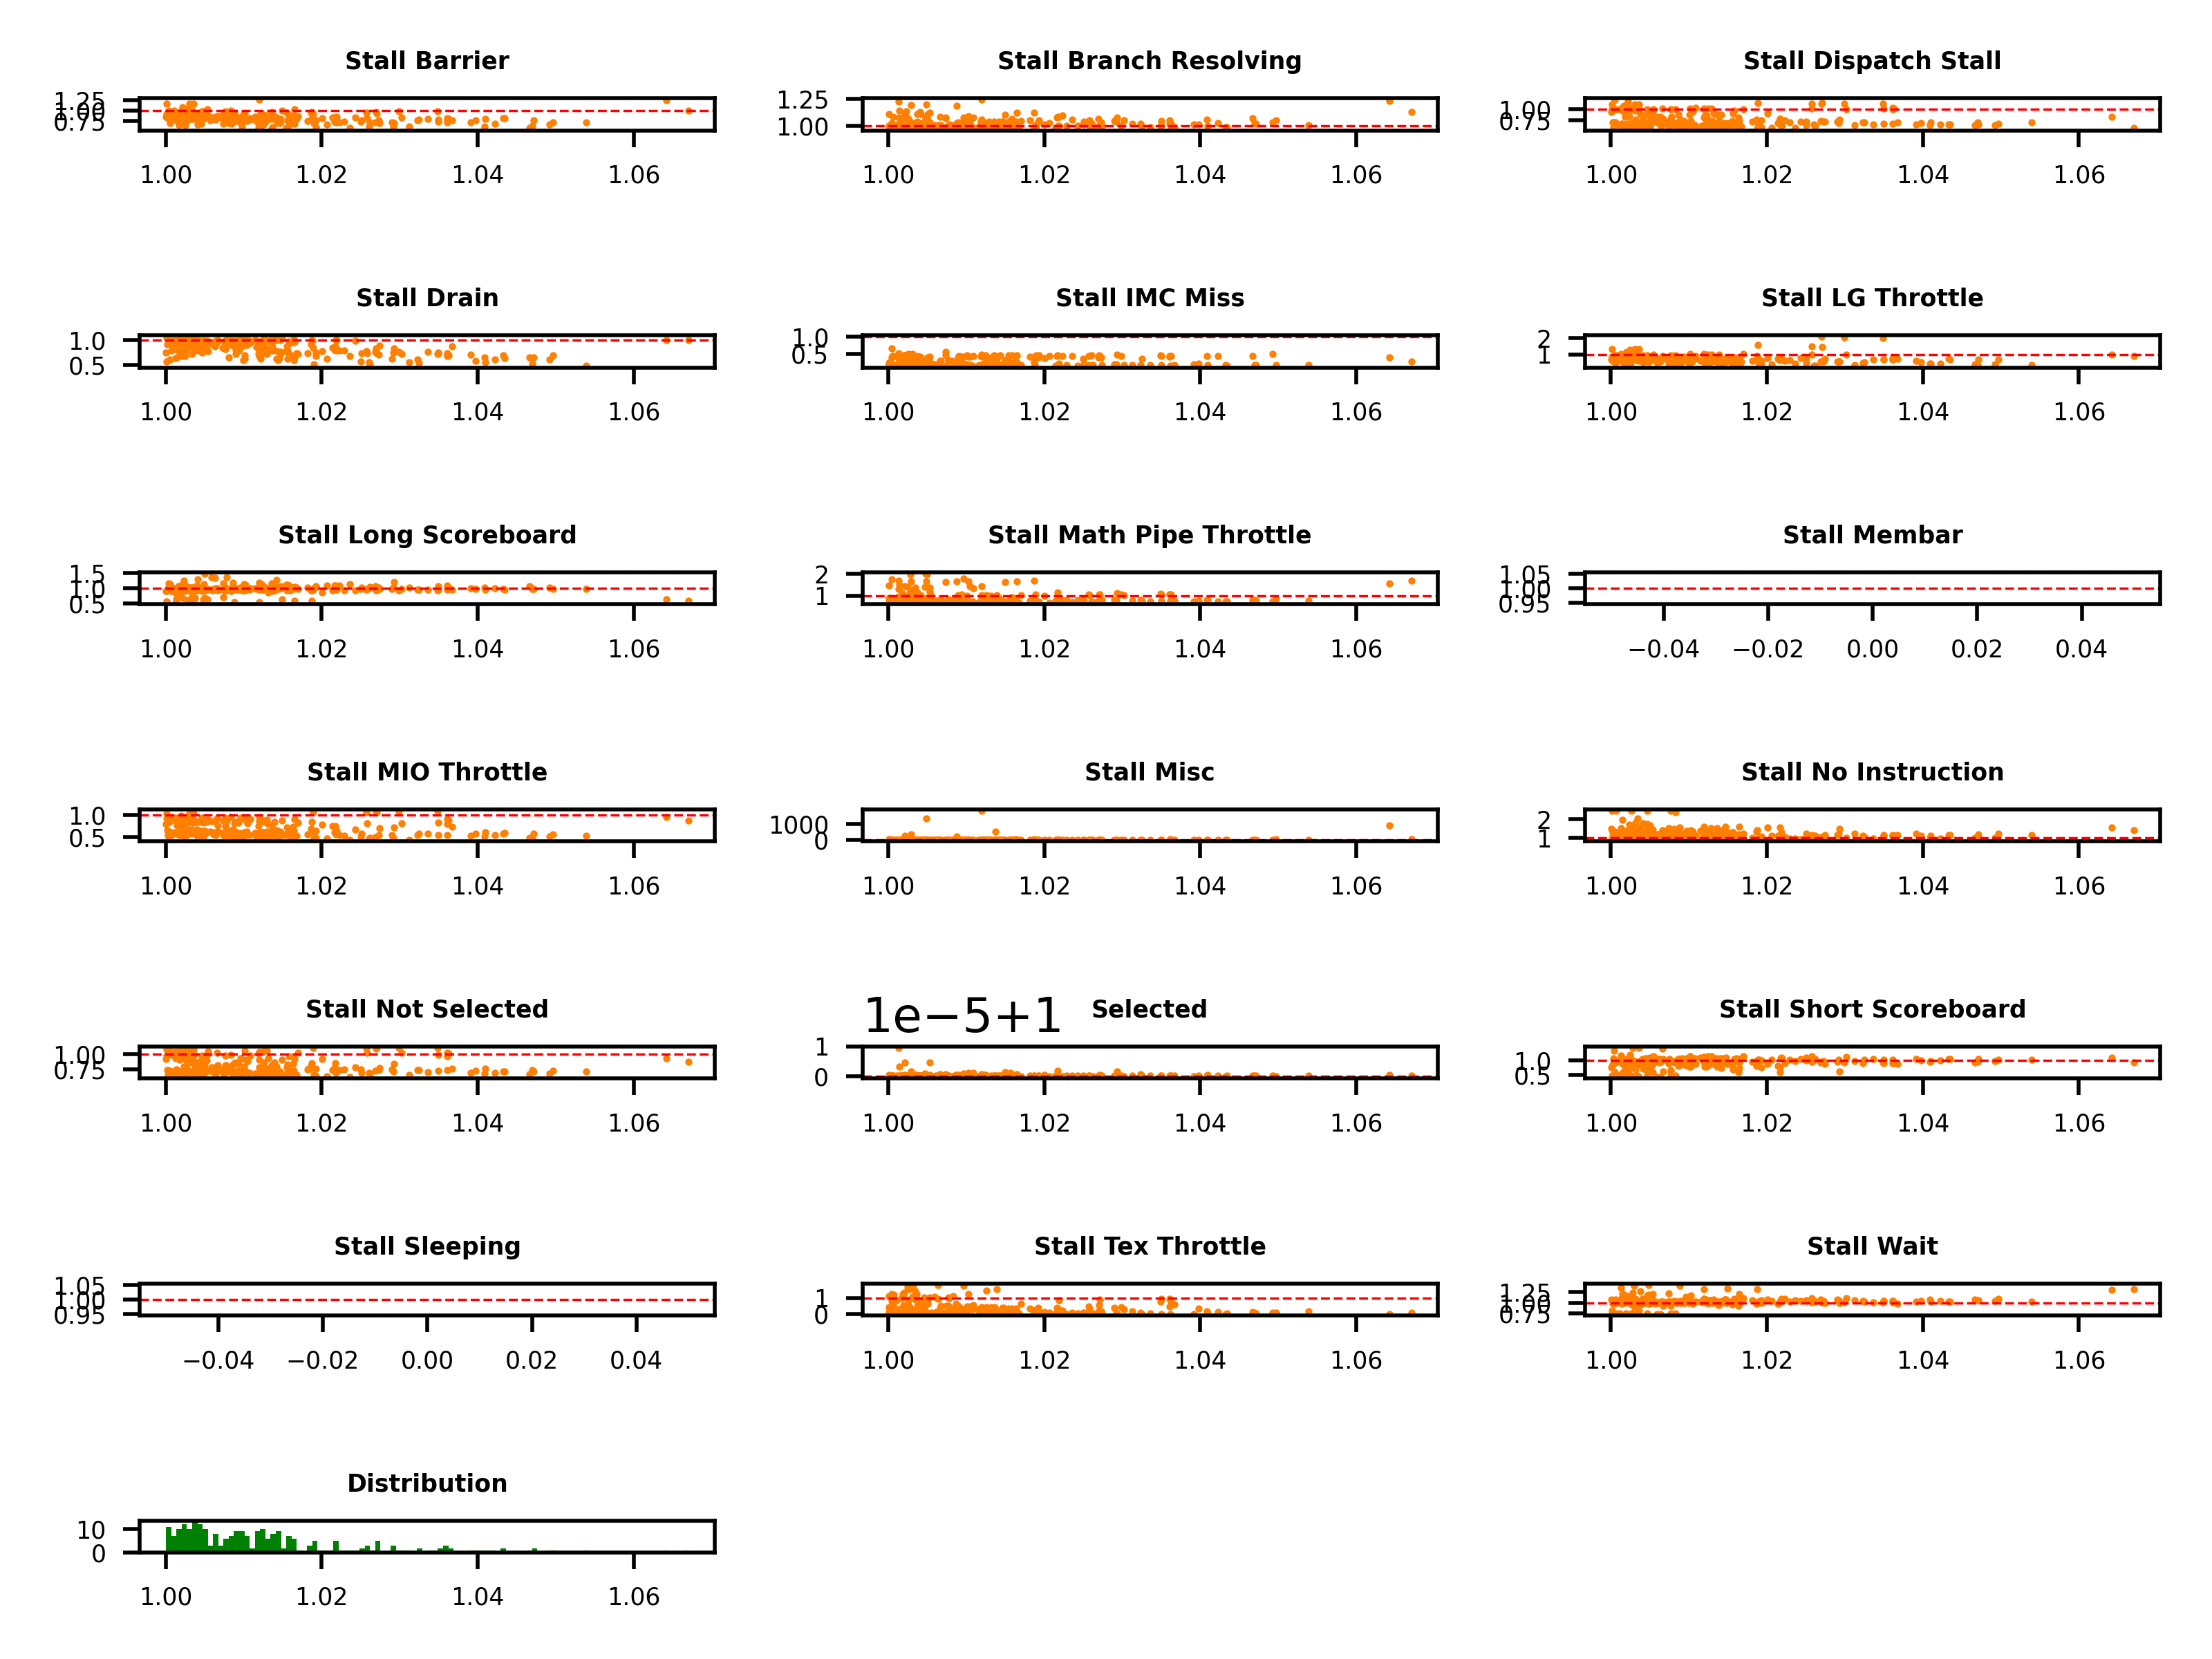 Stall Barrier
1.25
1.00
0.75
1.00 1.02 1.04 1.06
Stall Branch Resolving
1.25
1.00
1.00 1.02 1.04 1.06
Stall Dispatch Stall
1.00
0.75
1.00 1.02 1.04 1.06
Stall Drain
1.0
0.5
1.00 1.02 1.04 1.06
Stall IMC Miss
1.0
0.5
1.00 1.02 1.04 1.06
Stall LG Throttle
2
1
1.00 1.02 1.04 1.06
Stall Long Scoreboard
1.5
1.0
0.5
1.00 1.02 1.04 1.06
Stall Math Pipe Throttle
2
1
1.00 1.02 1.04 1.06
Stall Membar
1.05
1.00
0.95
−0.04 −0.02 0.00 0.02 0.04
Stall MIO Throttle
1.0
0.5
1.00 1.02 1.04 1.06
Stall Misc
1000
0
1.00 1.02 1.04 1.06
Stall No Instruction
2
1
1.00 1.02 1.04 1.06
Stall Not Selected
1.00
0.75
1.00 1.02 1.04 1.06
1e−5+1 Selected
1
0
1.00 1.02 1.04 1.06
Stall Short Scoreboard
1.0
0.5
1.00 1.02 1.04 1.06
Stall Sleeping
1.05
1.00
0.95
−0.04 −0.02 0.00 0.02 0.04
Stall Tex Throttle
1
0
1.00 1.02 1.04 1.06
Stall Wait
1.25
1.00
0.75
1.00 1.02 1.04 1.06
Distribution
10
0
1.00 1.02 1.04 1.06